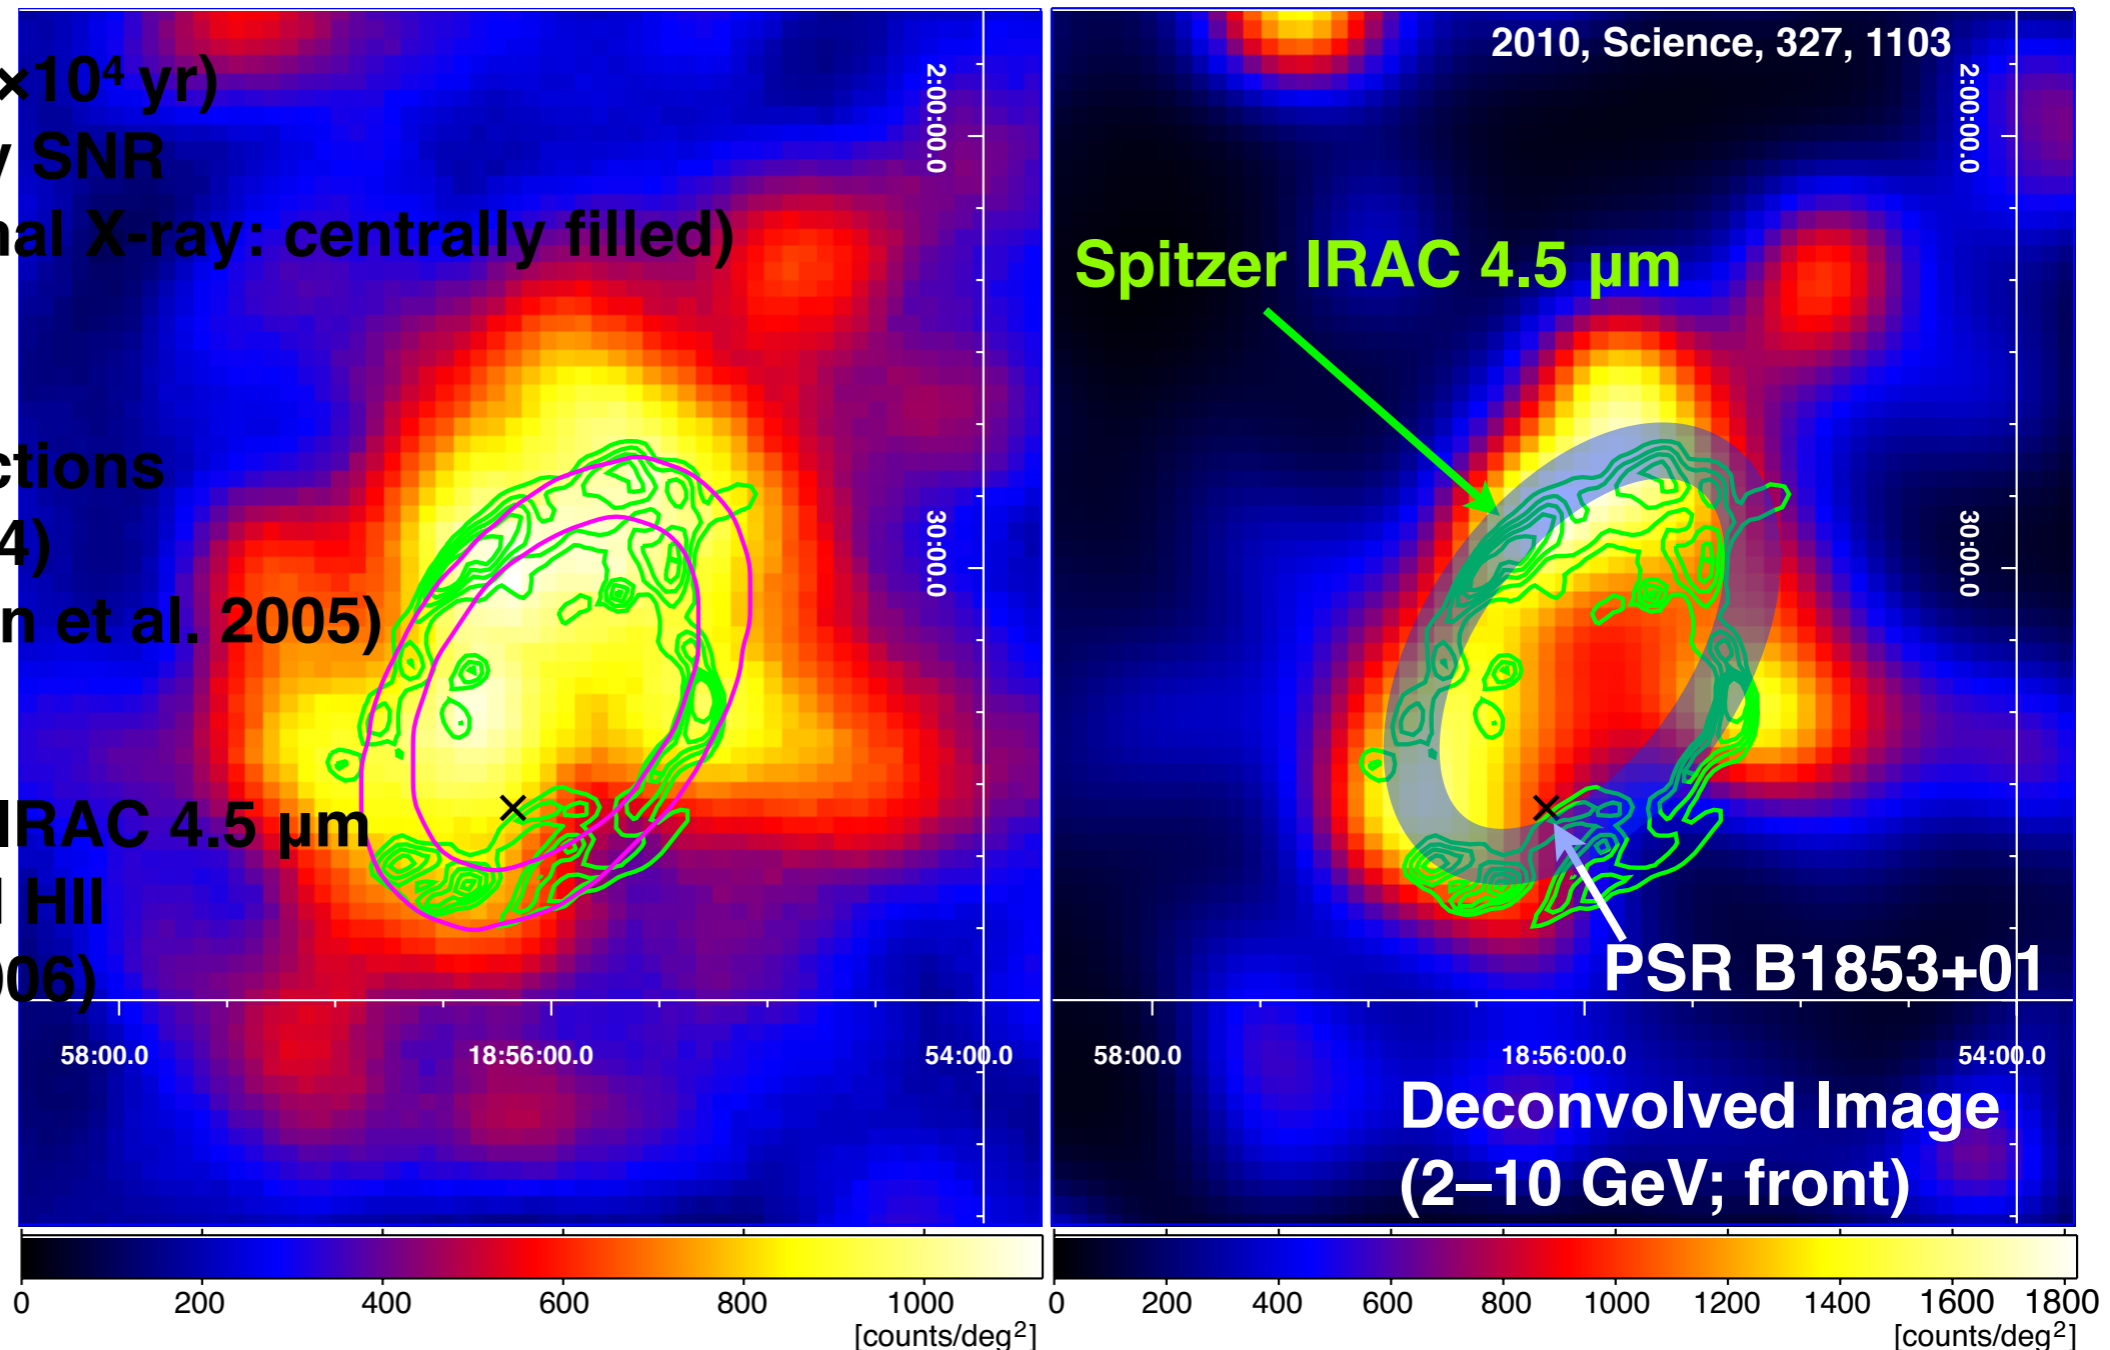 ×10⁴ yr)
y SNR
nal X-ray: centrally filled)
ctions
4)
n et al. 2005)
IRAC 4.5 µm
HII
006)
2:00:00.0
30:00.0
58:00.0
18:56:00.0
54:00.0
0 200 400 600 800 1000
[counts/deg²]
2010, Science, 327, 1103
2:00:00.0
Spitzer IRAC 4.5 µm
30:00.0
PSR B1853+01
58:00.0
18:56:00.0
54:00.0
Deconvolved Image
(2–10 GeV; front)
0 200 400 600 800 1000 1200 1400 1600 1800
[counts/deg²]